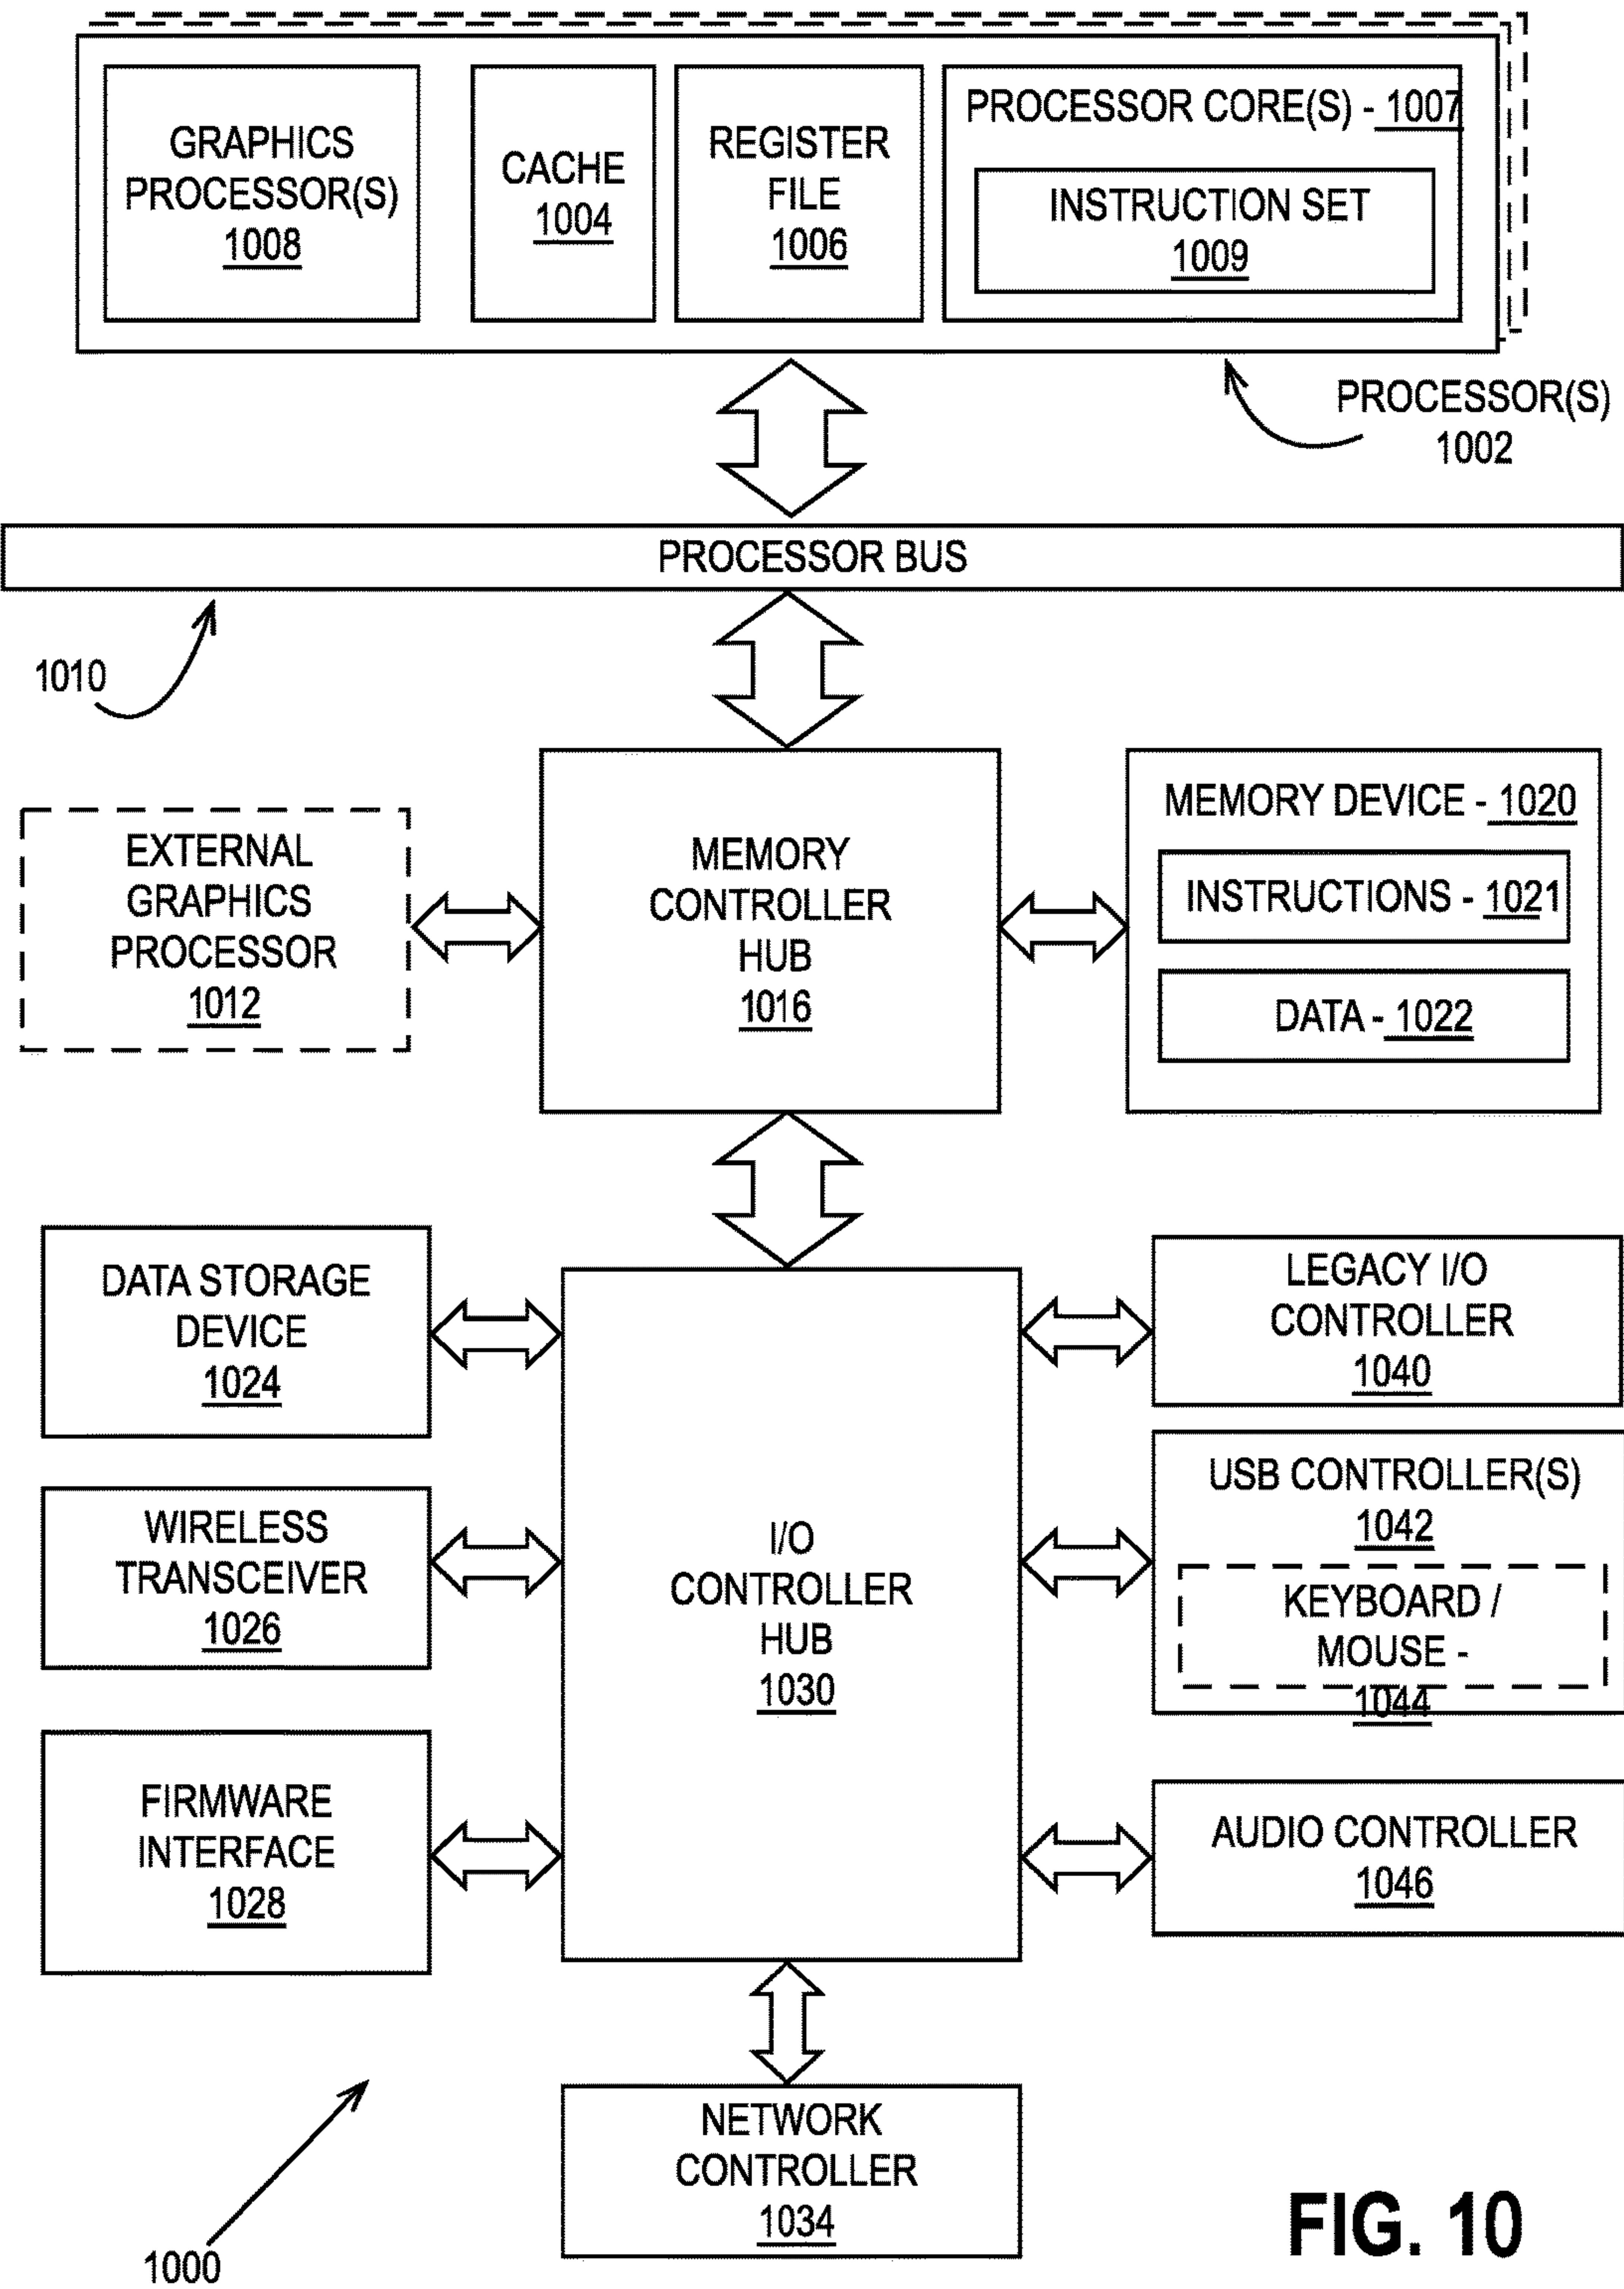 GRAPHICS
PROCESSOR(S)
1008
CACHE
1004
REGISTER
FILE
1006
PROCESSOR CORE(S) - 1007
INSTRUCTION SET
1009
PROCESSOR(S)
1002
PROCESSOR BUS
1010
EXTERNAL
GRAPHICS
PROCESSOR
1012
MEMORY
CONTROLLER
HUB
1016
MEMORY DEVICE - 1020
INSTRUCTIONS - 1021
DATA - 1022
DATA STORAGE
DEVICE
1024
WIRELESS
TRANSCEIVER
1026
FIRMWARE
INTERFACE
1028
I/O
CONTROLLER
HUB
1030
LEGACY I/O
CONTROLLER
1040
USB CONTROLLER(S)
1042
KEYBOARD /
MOUSE -
1044
AUDIO CONTROLLER
1046
NETWORK
CONTROLLER
1034
1000
FIG. 10